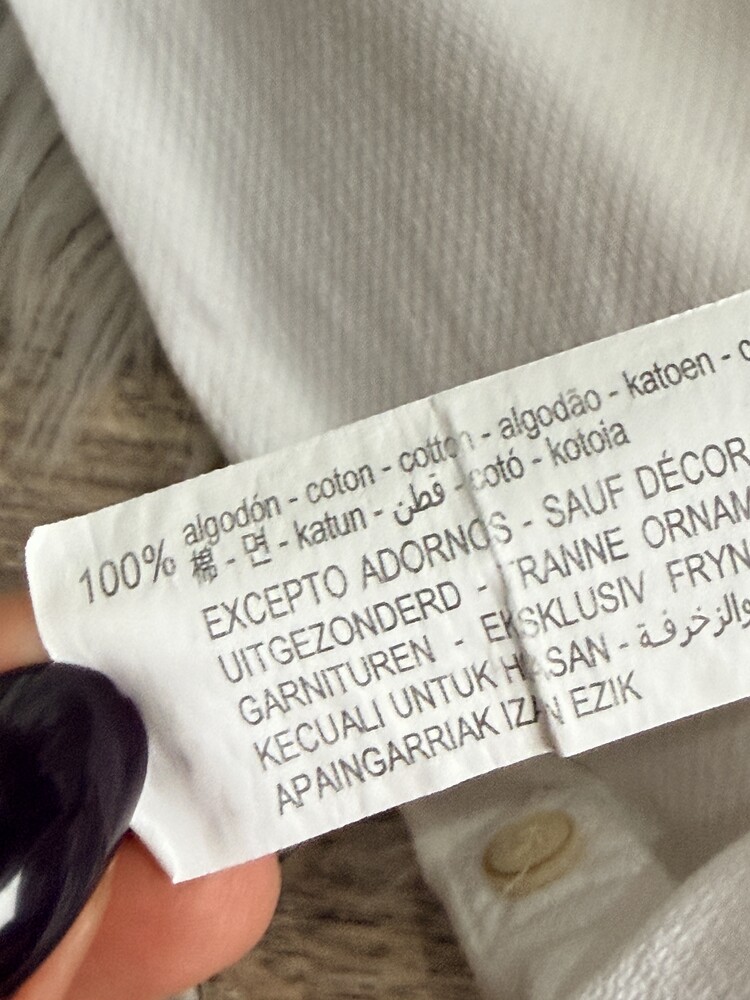 100% algodón - coton - cotton - algodão - katoen -
棉 - 면 - katun - قطن - cotó - kotoia
EXCEPTO ADORNOS - SAUF DÉCOR
UITGEZONDERD - TRANNE ORNAM
GARNITUREN - EKSKLUSIV FRYN
KECUALI UNTUK HIASAN - والزخرفة
APAINGARRIAK IZAN EZIK